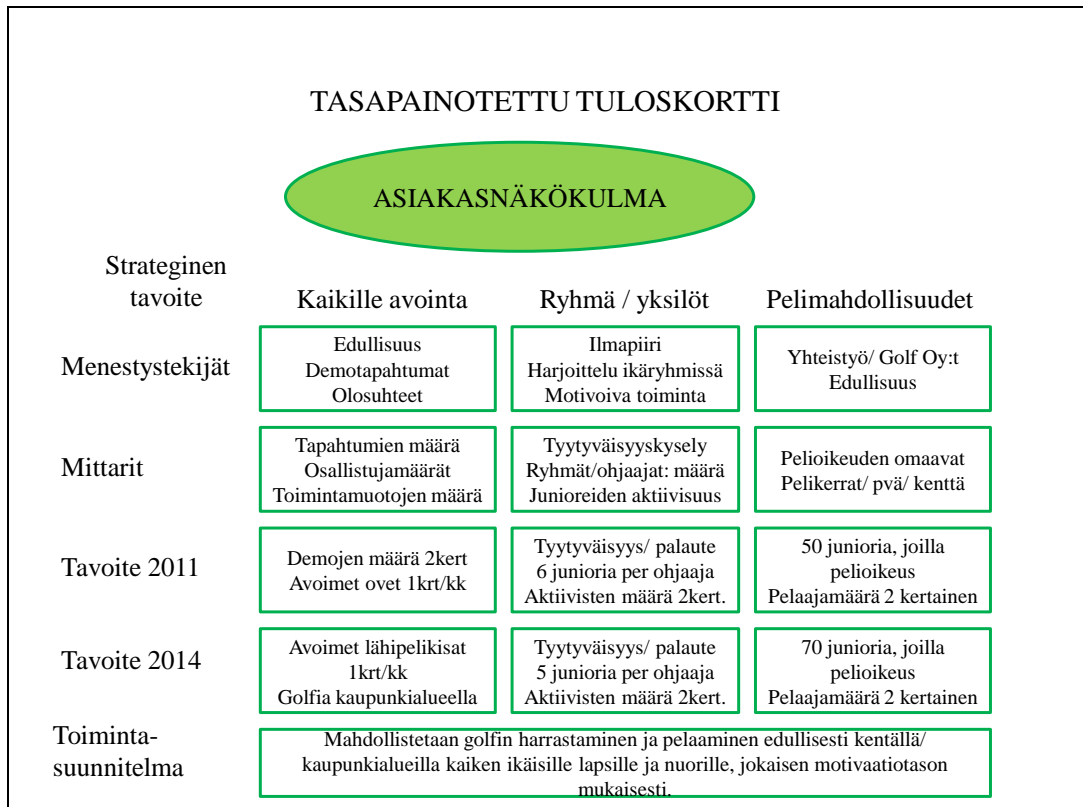 TASAPAINOTETTU TULOSKORTTI
ASIAKASNÄKÖKULMA
Strateginen
tavoite
Kaikille avointa
Ryhmä / yksilöt
Pelimahdollisuudet
Menestystekijät
Edullisuus
Demotapahtumat
Olosuhteet
Ilmapiiri
Harjoittelu ikäryhmissä
Motivoiva toiminta
Yhteistyö/ Golf Oy:t
Edullisuus
Mittarit
Tapahtumien määrä
Osallistujamäärät
Toimintamuotojen määrä
Tyytyväisyyskysely
Ryhmät/ohjaajat: määrä
Junioreiden aktiivisuus
Pelioikeuden omaavat
Pelikerrat/ pvä/ kenttä
Tavoite 2011
Demojen määrä 2kert
Avoimet ovet 1krt/kk
Tyytyväisyys/ palaute
6 junioria per ohjaaja
Aktiivisten määrä 2kert.
50 junioria, joilla
pelioikeus
Pelaajamäärä 2 kertainen
Tavoite 2014
Avoimet lähipelikisat
1krt/kk
Golfia kaupunkialueella
Tyytyväisyys/ palaute
5 junioria per ohjaaja
Aktiivisten määrä 2kert.
70 junioria, joilla
pelioikeus
Pelaajamäärä 2 kertainen
Toiminta-
suunnitelma
Mahdollistetaan golfin harrastaminen ja pelaaminen edullisesti kentällä/
kaupunkialueilla kaiken ikäisille lapsille ja nuorille, jokaisen motivaatiotason
mukaisesti.